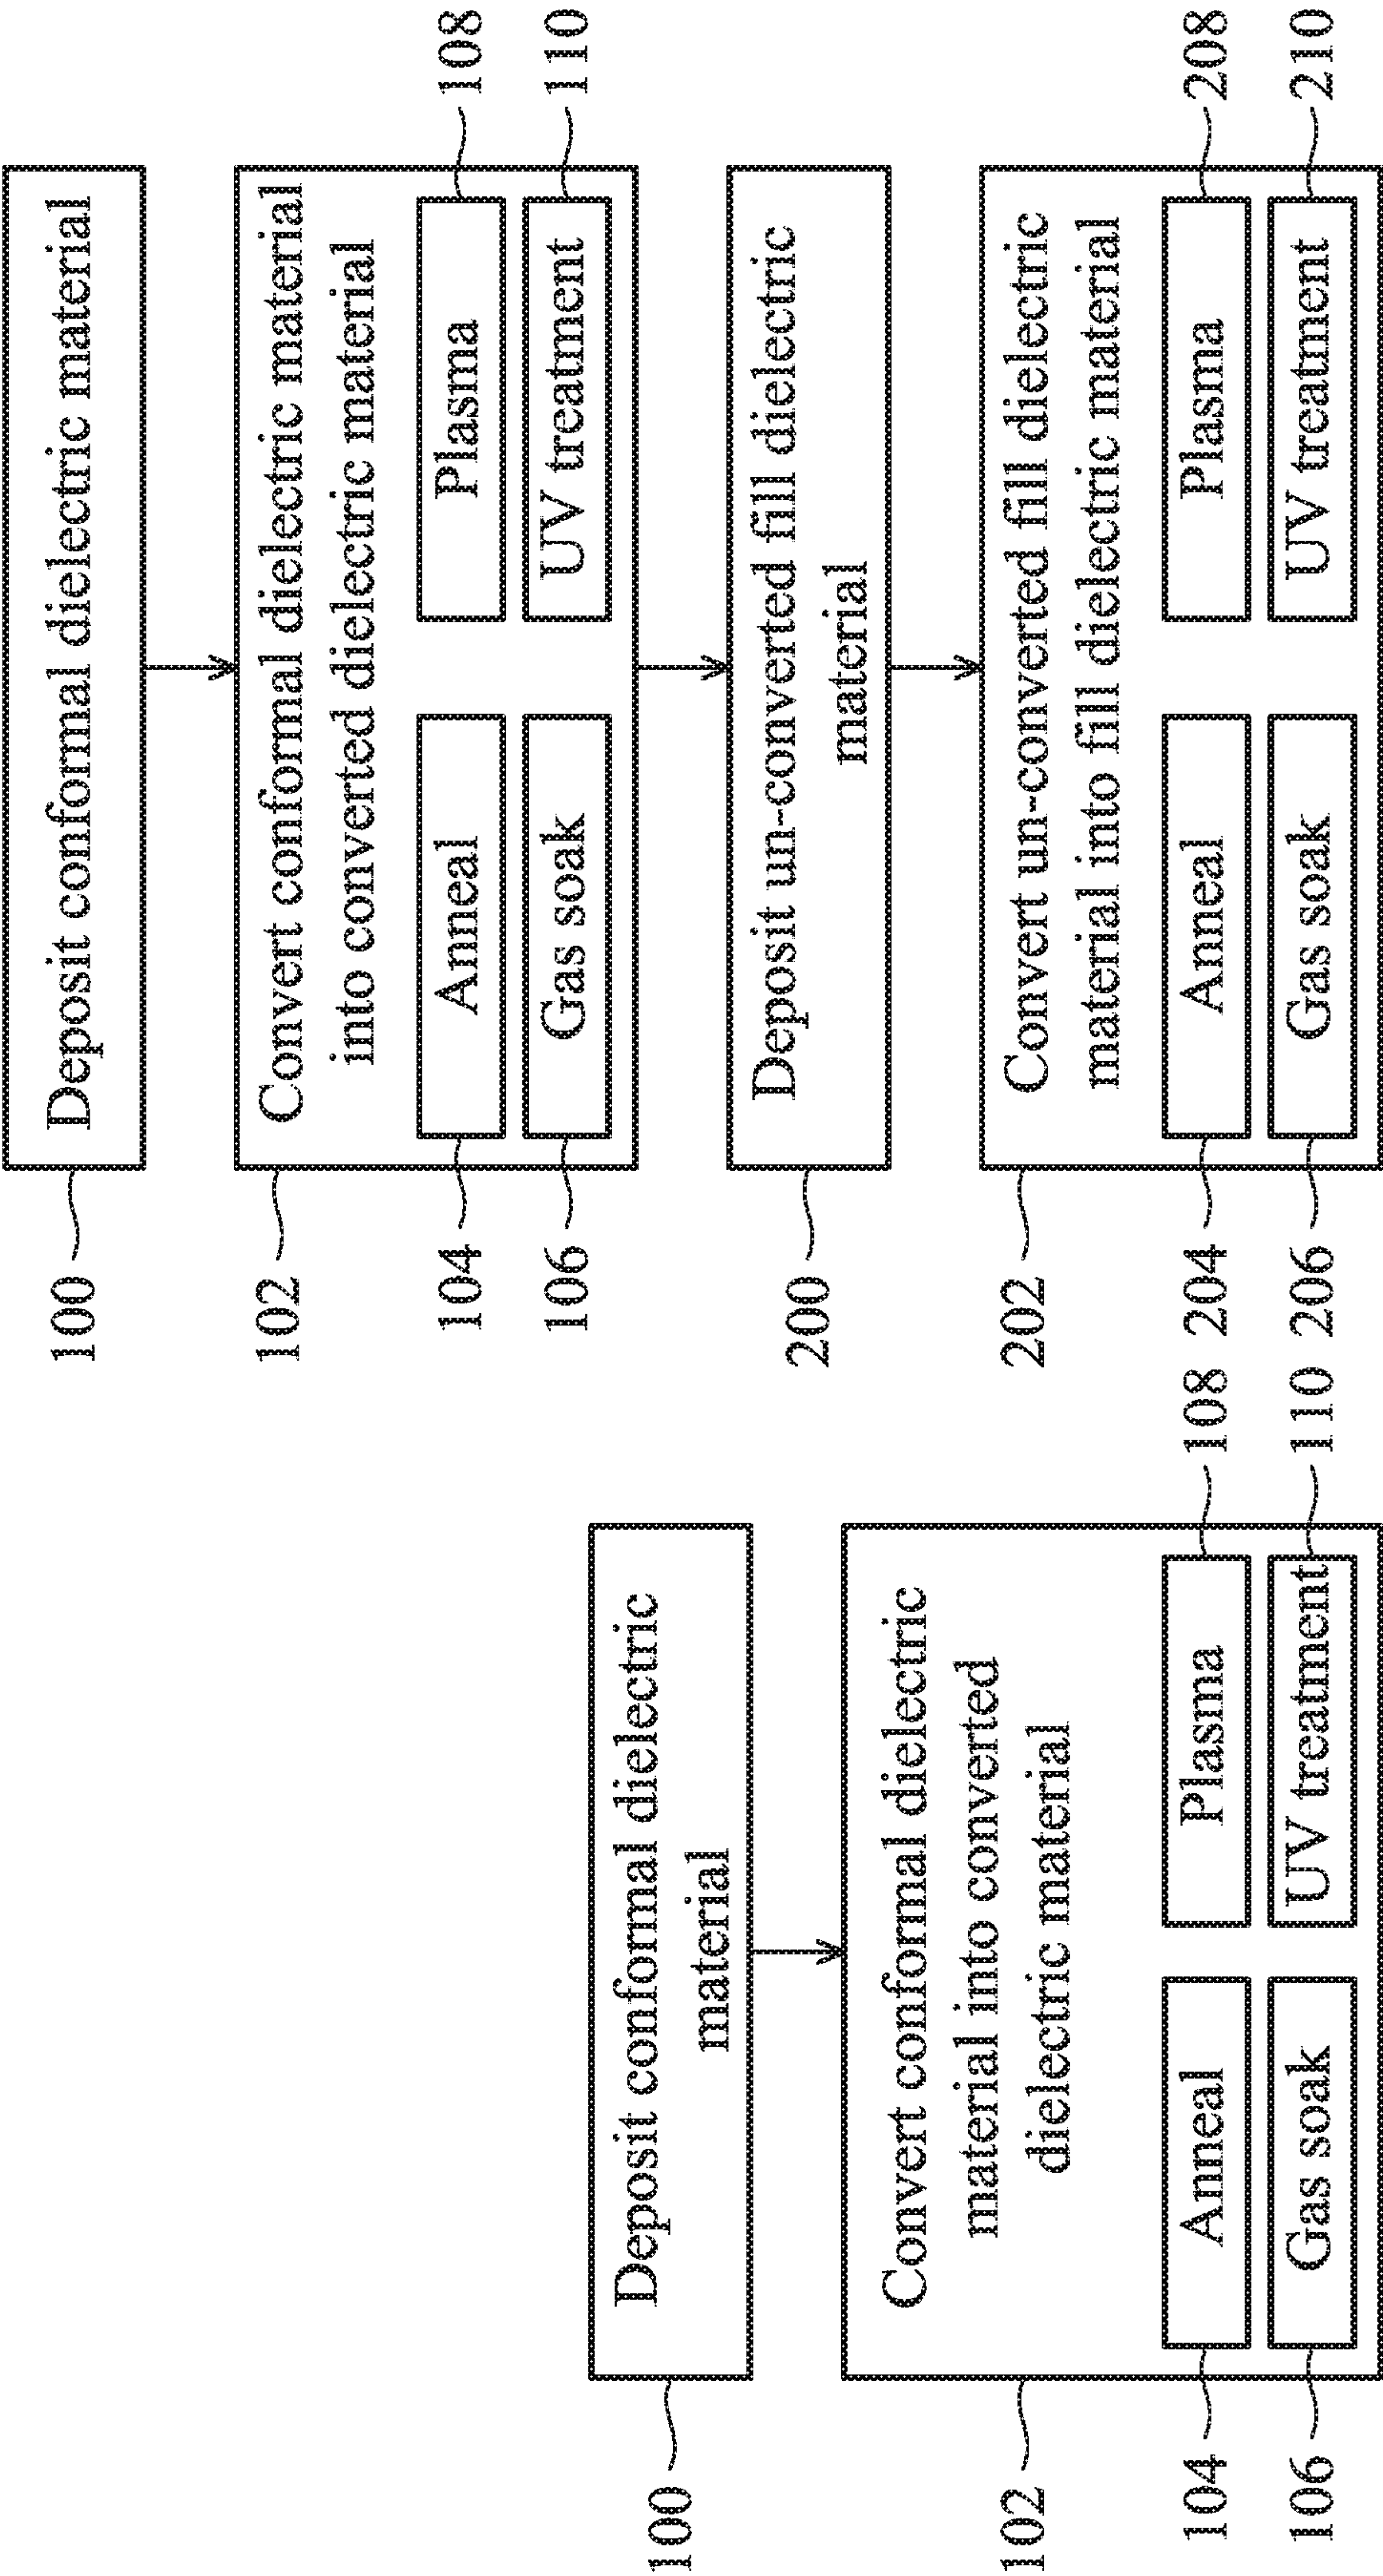 100
Deposit conformal dielectric
material
102
Convert conformal dielectric
material into converted
dielectric material
104
Anneal
Plasma
108
106
Gas soak
UV treatment
110
100
Deposit conformal dielectric material
102
Convert conformal dielectric material
into converted dielectric material
104
Anneal
Plasma
108
106
Gas soak
UV treatment
110
200
Deposit un-converted fill dielectric
material
202
Convert un-converted fill dielectric
material into fill dielectric material
204
Anneal
Plasma
208
206
Gas soak
UV treatment
210